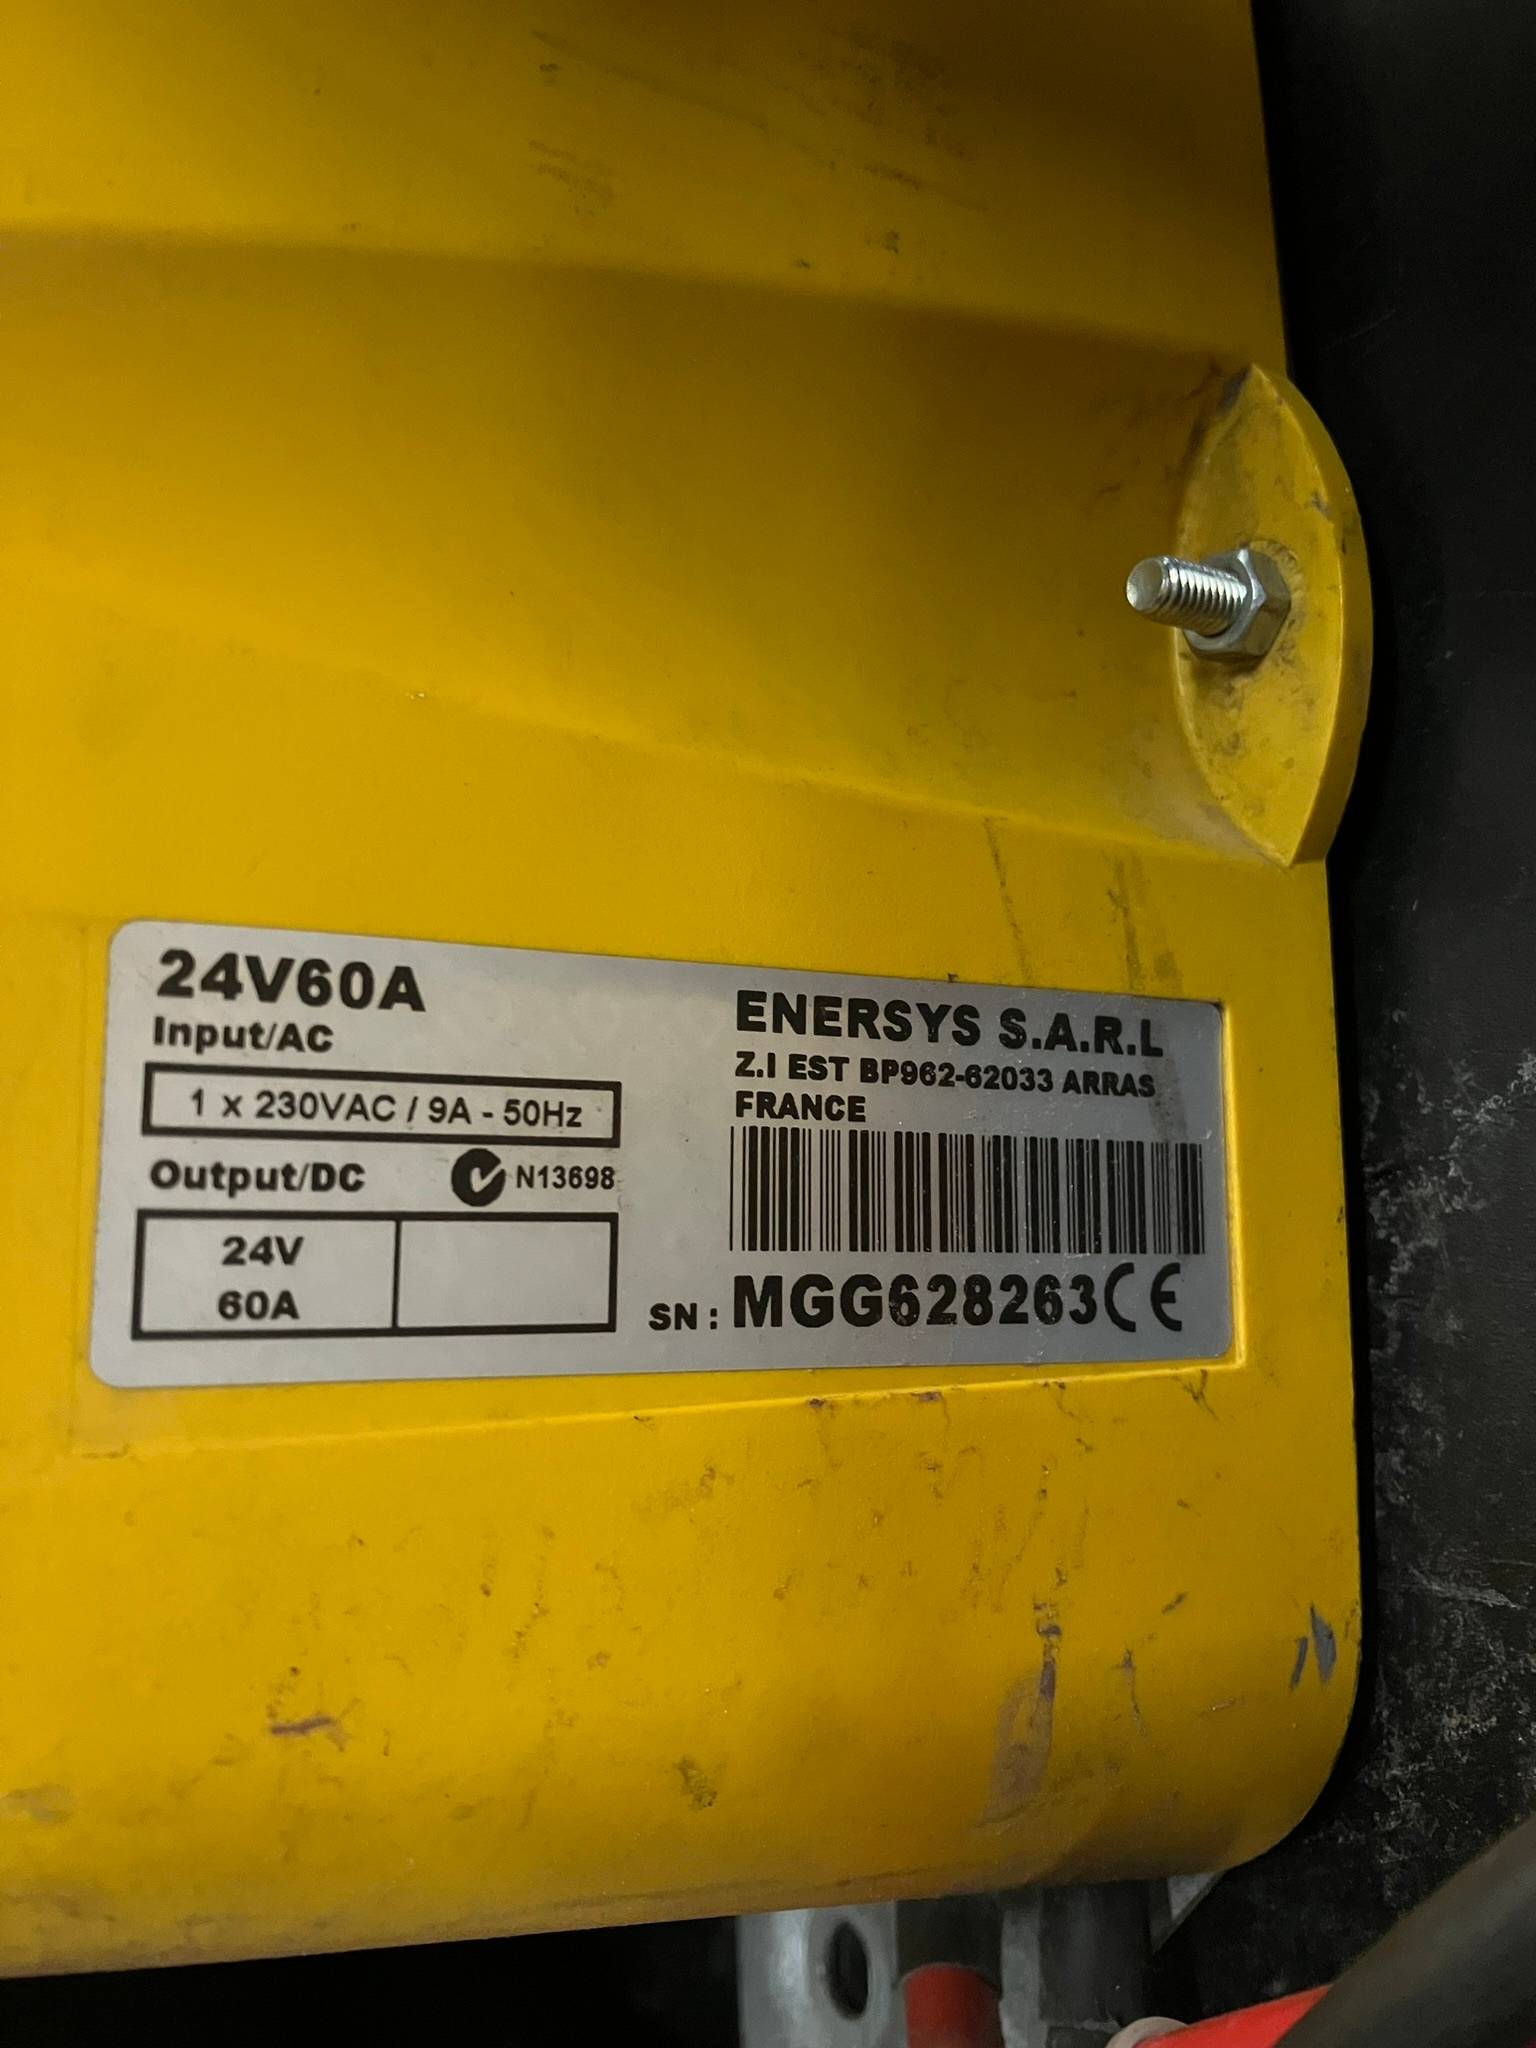 24V60A
Input/AC
1 x 230VAC / 9A - 50Hz
Output/DC N13698
24V
60A
ENERSYS S.A.R.L
Z.I EST BP962-62033 ARRAS
FRANCE
SN : MGG628263 CE